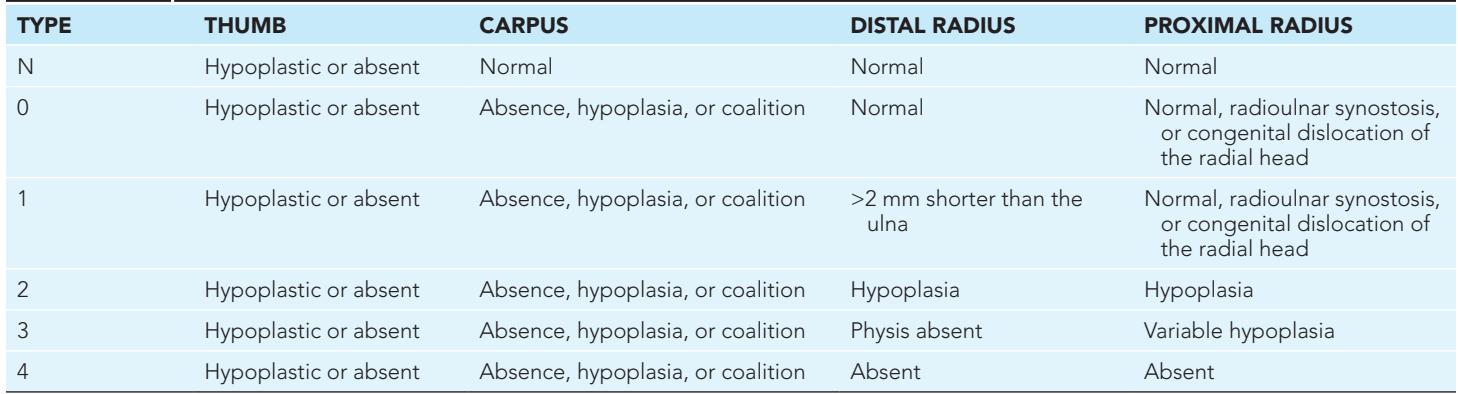 TYPE THUMB CARPUS DISTAL RADIUS PROXIMAL RADIUS
N Hypoplastic or absent Normal Normal Normal
0 Hypoplastic or absent Absence, hypoplasia, or coalition Normal Normal, radioulnar synostosis,
or congenital dislocation of
the radial head
1 Hypoplastic or absent Absence, hypoplasia, or coalition >2 mm shorter than the Normal, radioulnar synostosis,
ulna or congenital dislocation of
the radial head
2 Hypoplastic or absent Absence, hypoplasia, or coalition Hypoplasia Hypoplasia
3 Hypoplastic or absent Absence, hypoplasia, or coalition Physis absent Variable hypoplasia
4 Hypoplastic or absent Absence, hypoplasia, or coalition Absent Absent